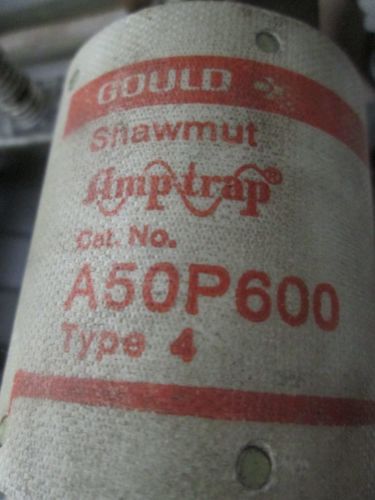 GOULD
Shawmut
Amp-trap®
Cat. No.
A50P600
Type 4